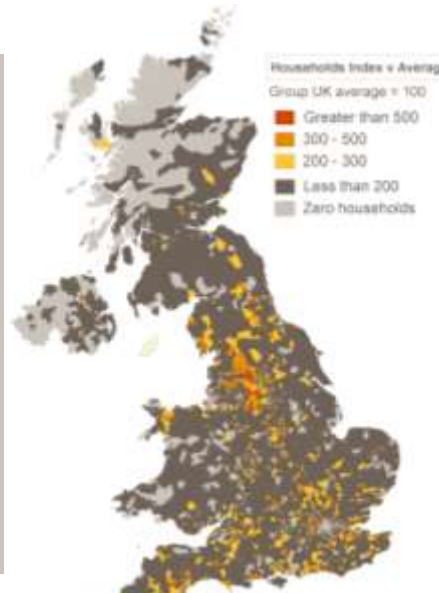 Households Index v Averag
Group UK average = 100
Greater than 500
300 - 500
200 - 300
Less than 200
Zero households